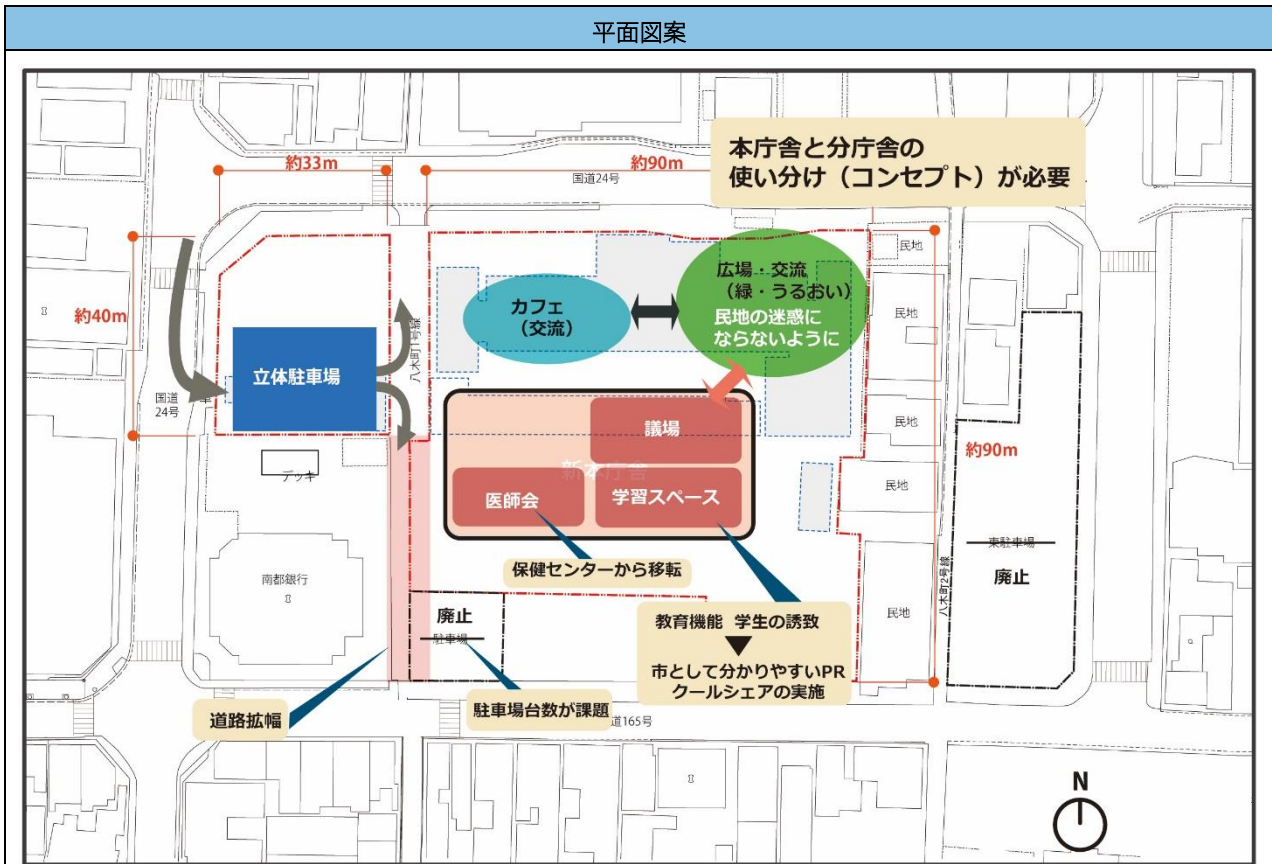 平面図案
約33m
約90m
国道24号
本庁舎と分庁舎の
使い分け（コンセプト）が必要
約40m
国道
24号
立体駐車場
八木町1号線
カフェ
（交流）
広場・交流
（緑・うるおい）
民地の迷惑に
ならないように
民地
民地
民地
民地
民地
デッキ
南都銀行
新本庁舎
議場
医師会
学習スペース
保健センターから移転
教育機能 学生の誘致
市として分かりやすいPR
クールシェアの実施
廃止
駐車場
駐車場台数が課題
道路拡幅
道165号
約90m
八木町2号線
東駐車場
廃止
N